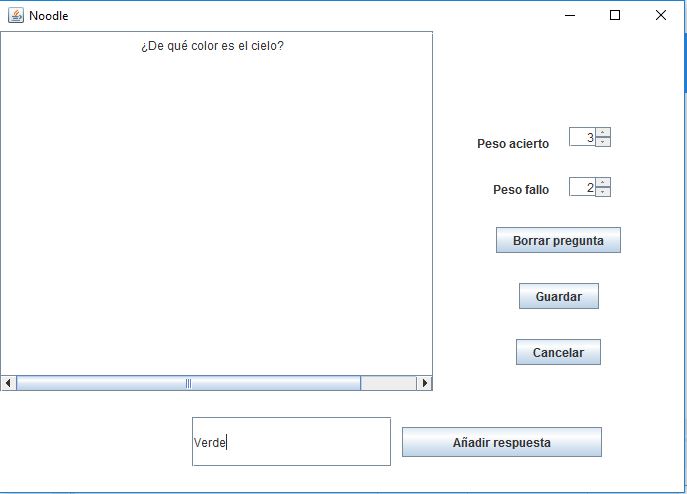 Noodle
¿De qué color es el cielo?
Peso acierto 3
Peso fallo 2
Borrar pregunta
Guardar
Cancelar
Verde
Añadir respuesta